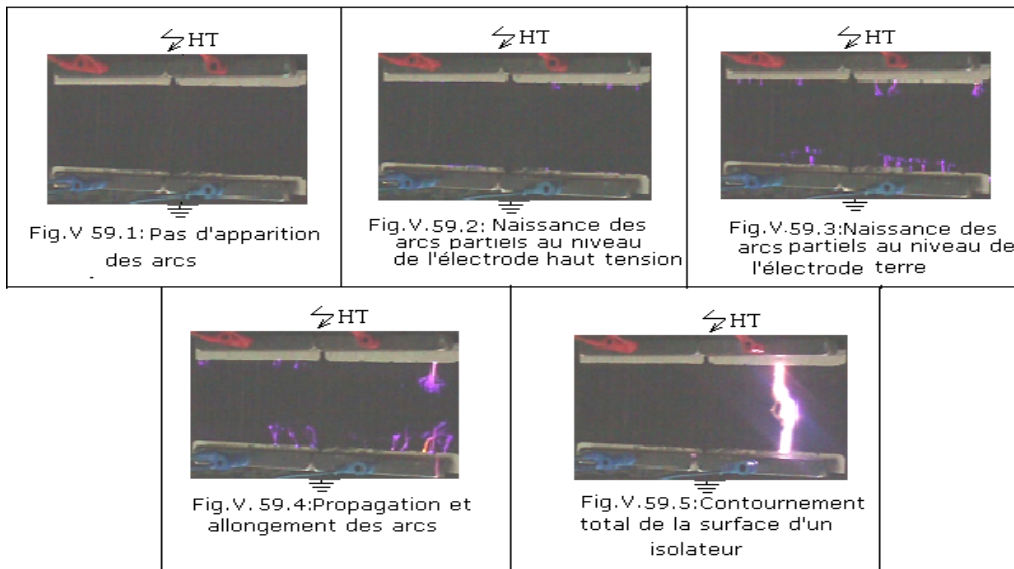 HT
HT
HT
Fig.V 59.1: Pas d'apparition
des arcs
Fig.V.59.2: Naissance des
arcs partiels au niveau
de l'électrode haut tension
Fig.V.59.3:Naissance des
arcs partiels au niveau de
l'électrode terre
HT
HT
Fig.V.59.4:Propagation et
allongement des arcs
Fig.V.59.5:Contournement
total de la surface d'un
isolateur